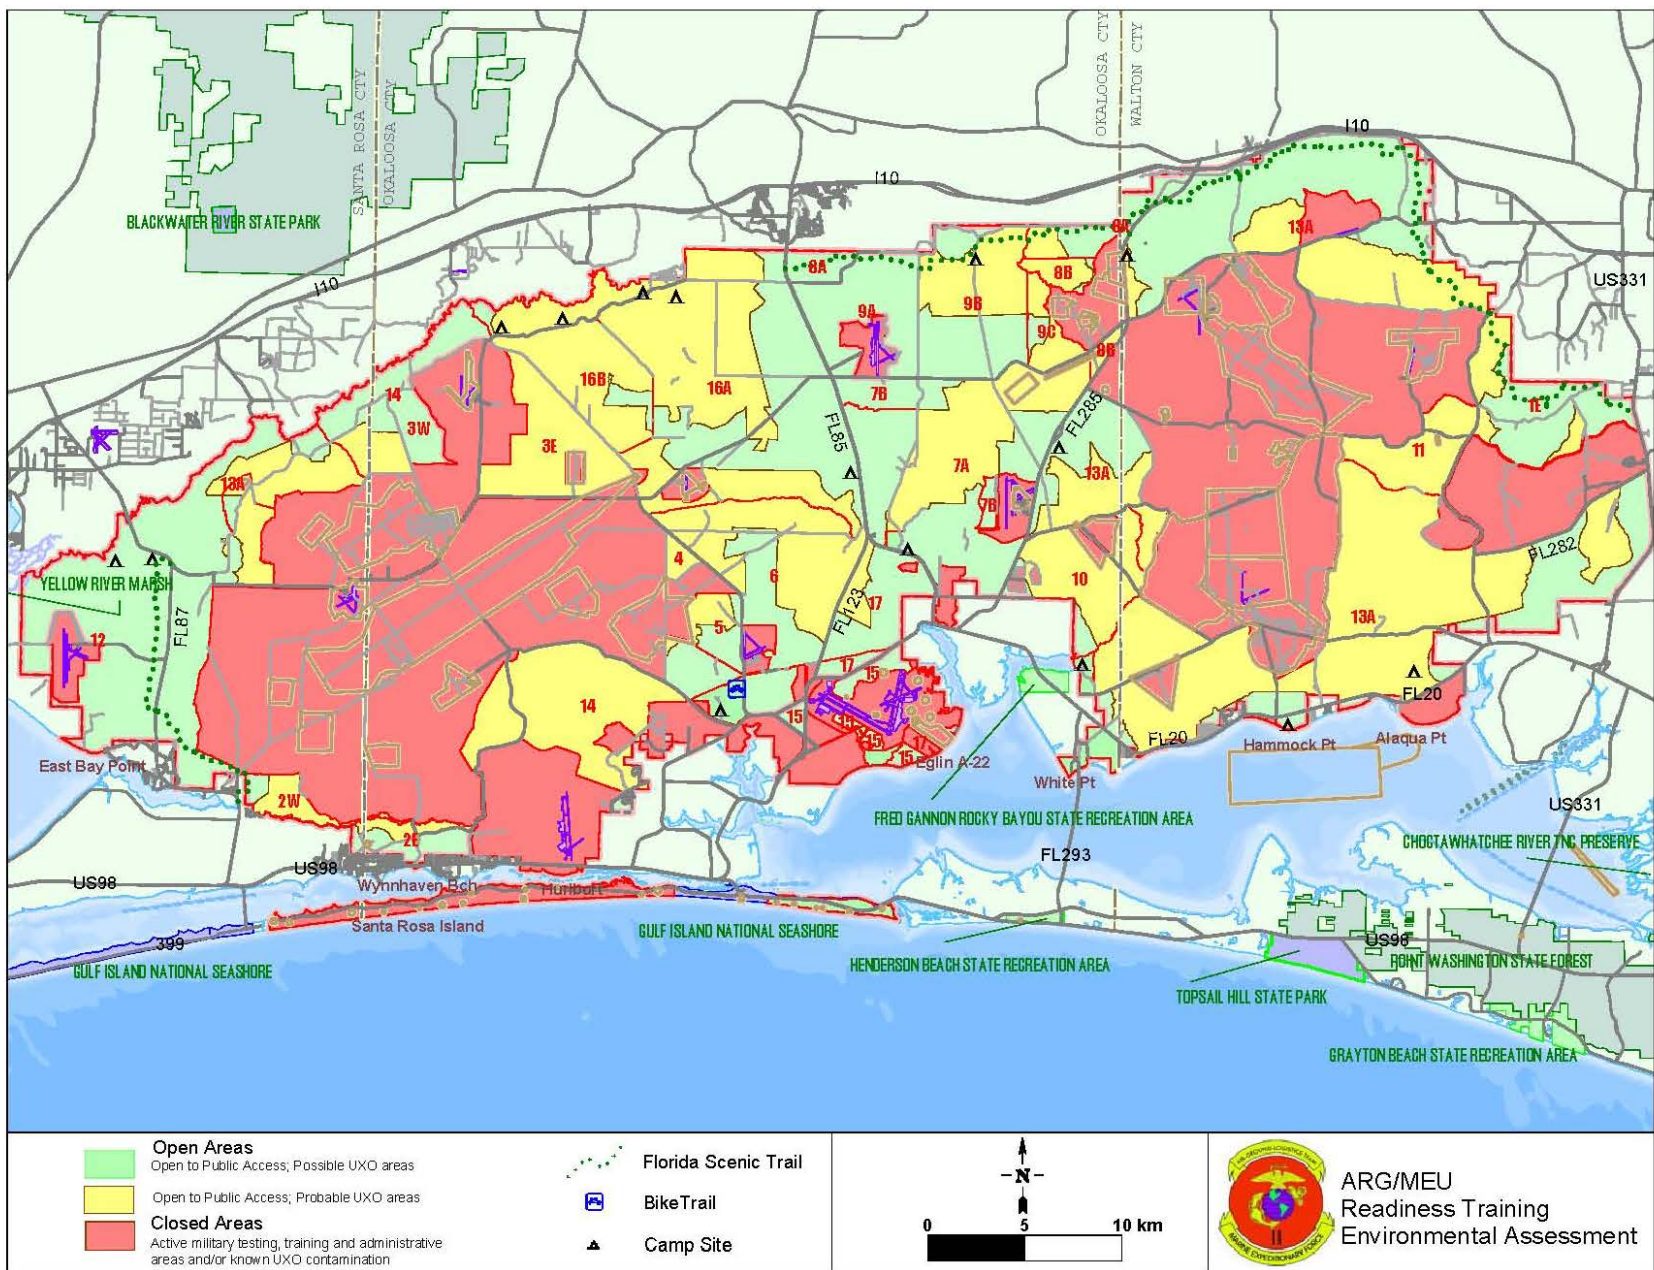 OKALOOSA CTY
WALTON CTY
SANTA ROSA CTY
OKALOOSA CTY
I10
I10
I10
BLACKWATER RIVER STATE PARK
13A
8A
8B
US331
9A
9B
9C
8B
16B
16A
7B
14
3W
FL85
FL285
1E
3E
7A
13A
11
13A
7B
FL282
4
6
10
YELLOW RIVER MARSH
FL87
FL123
17
13A
12
5
17
15
14
15
15
15
17
FL20
FL20
Hammock Pt
Alaqua Pt
East Bay Point
Eglin A-22
White Pt
2W
2E
US331
FRED GANNON ROCKY BAYOU STATE RECREATION AREA
CHOCTAWHATCHEE RIVER TNC PRESERVE
FL293
US98
US98
Wynnhaven Bch
Hurlburt
Santa Rosa Island
GULF ISLAND NATIONAL SEASHORE
US98
399
GULF ISLAND NATIONAL SEASHORE
HENDERSON BEACH STATE RECREATION AREA
POINT WASHINGTON STATE FOREST
TOPSAIL HILL STATE PARK
GRAYTON BEACH STATE RECREATION AREA
Open Areas
Open to Public Access; Possible UXO areas
Open to Public Access; Probable UXO areas
Closed Areas
Active military testing, training and administrative
areas and/or known UXO contamination
Florida Scenic Trail
BikeTrail
Camp Site
N
0 5 10 km
MARINE EXPEDITIONARY FORCE
II
ARG/MEU
Readiness Training
Environmental Assessment